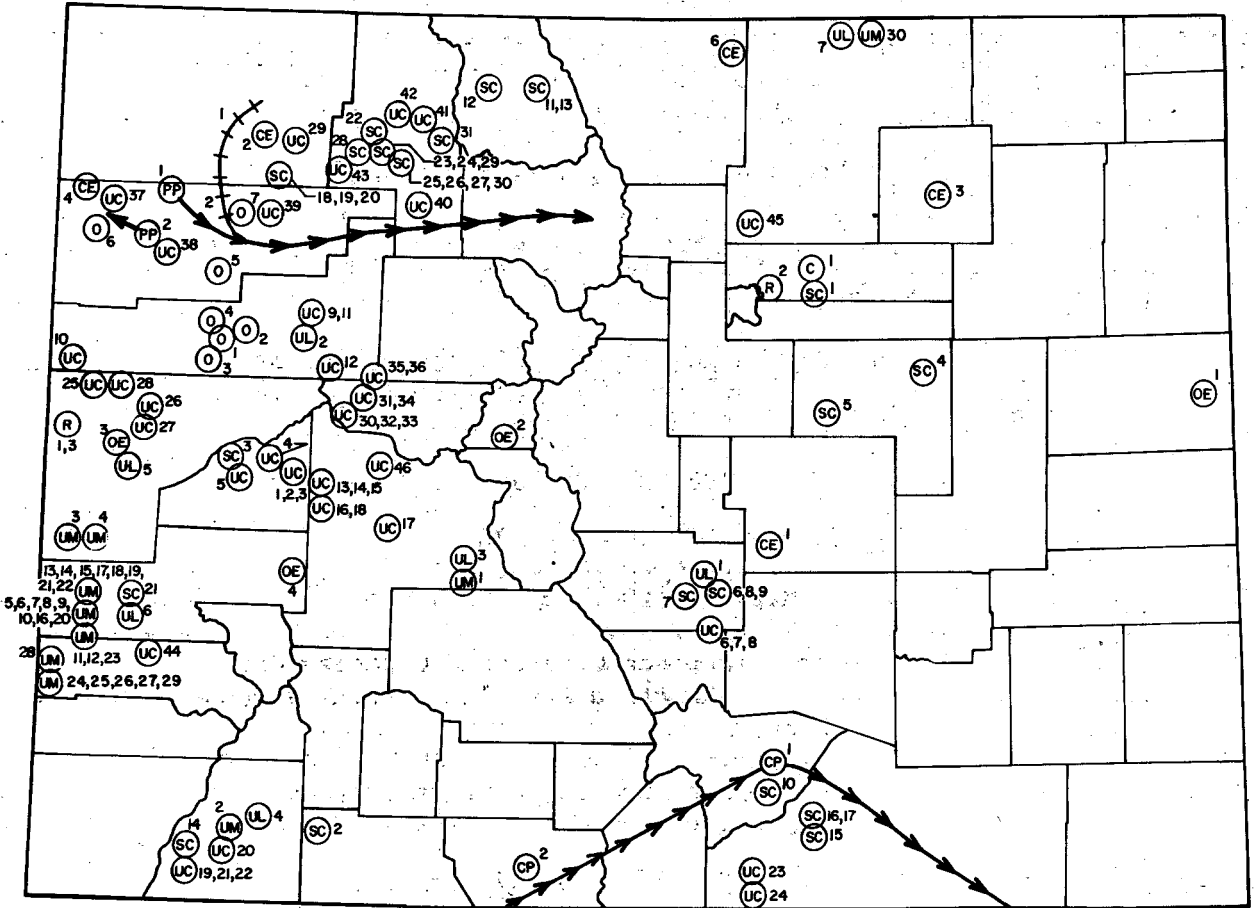 6 CE
7 UL UM 30
12 SC SC 11,13
42 UC UC 41
22 SC SC 31
1
2 CE UC 29
28 SC SC 23,24,29
SC 25,26,27,30
UC 43
SC 18,19,20
4 CE
UC 37
1 PP
2
7 O UC 39
UC 40
CE 3
O 6
PP 2
UC 38
UC 45
O 5
C 1
2 R
SC 1
4 O
O 2
O 1
O 3
UC 9,11
UL 2
10 UC
UC 12
UC 35,36
SC 4
25 UC UC 28
UC 26
UC 31,34
UC 30,32,33
SC 5
OE 1
R 1,3
UC 27
3 OE
OE 2
UL 5
SC 3
4 UC
UC 46
5 UC
UC 1,2,3
UC 13,14,15
UC 16,18
UC 17
3 UM 4 UM
CE 1
UL 3
UM 1
13,14,15,17,18,19,
21,22 UM
SC 21
OE 4
UL 1
7 SC SC 6,8,9
5,6,7,8,9,
10,16,20 UM
UL 6
UM 11,12,23
UC 6,7,8
28 UM
UC 44
UM 24,25,26,27,29
CP 1
SC 10
2 UM UL 4
SC 16,17
SC 15
14 SC
UC 20
SC 2
UC 19,21,22
CP 2
UC 23
UC 24